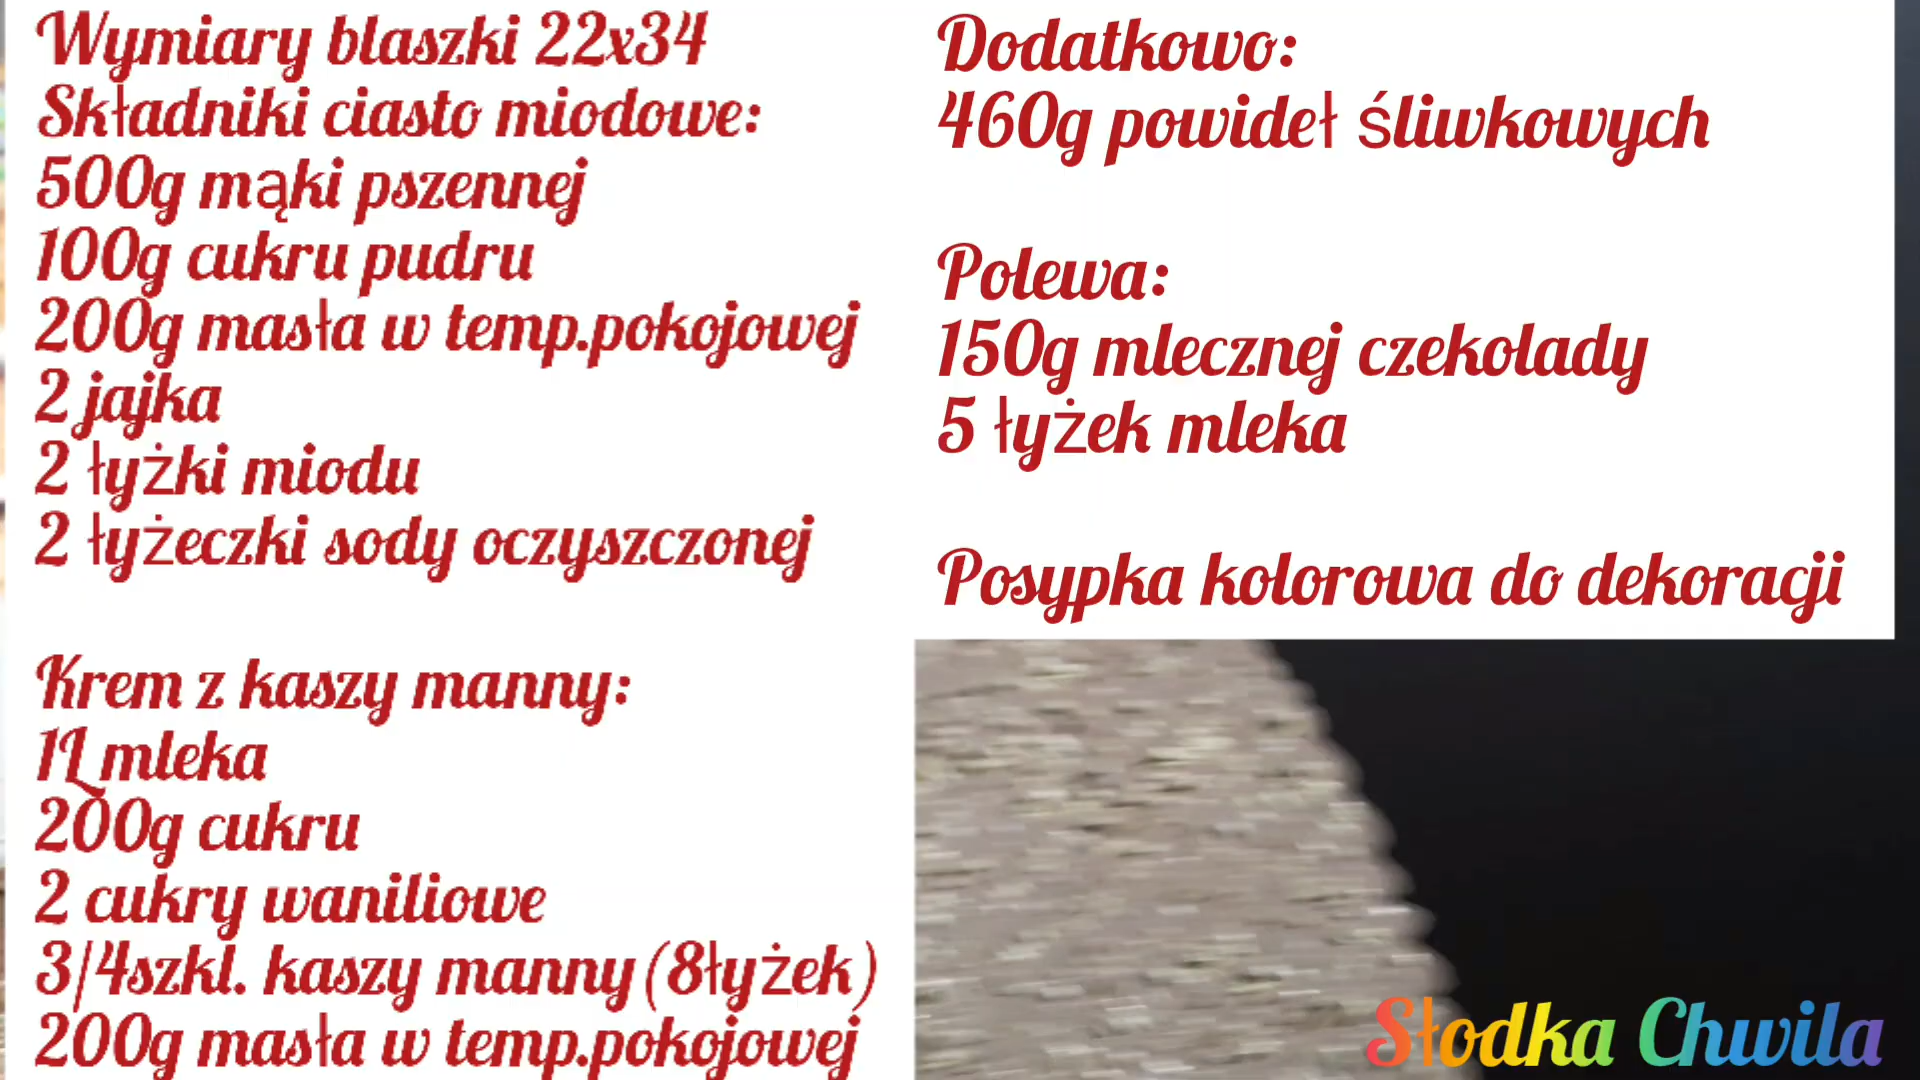 Wymiary blaszki 22x34
Składniki ciasto miodowe:
500g mąki pszennej
100g cukru pudru
200g masła w temp.pokojowej
2 jajka
2 łyżki miodu
2 łyżeczki sody oczyszczonej
Krem z kaszy manny:
1L mleka
200g cukru
2 cukry waniliowe
3/4szkl. kaszy manny(8łyżek)
200g masła w temp.pokojowej
Dodatkowo:
460g powideł śliwkowych
Polewa:
150g mlecznej czekolady
5 łyżek mleka
Posypka kolorowa do dekoracji
Słodka Chwila